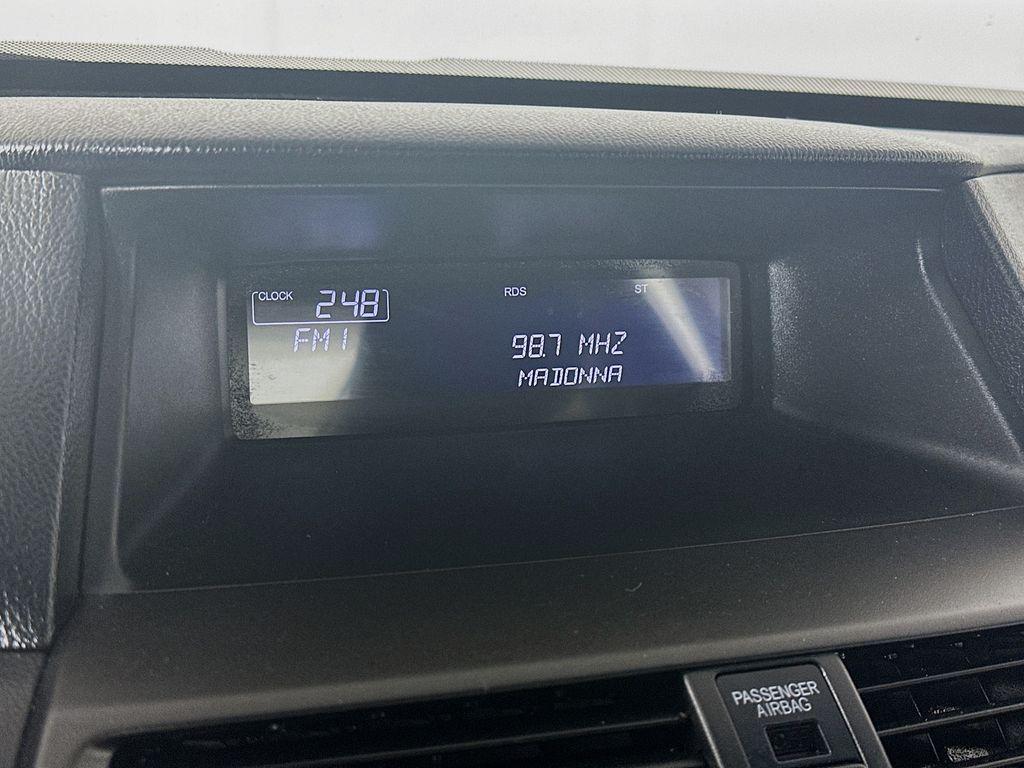 CLOCK 248 RDS ST
FM1 98.7 MHZ
MADONNA
PASSENGER
AIRBAG